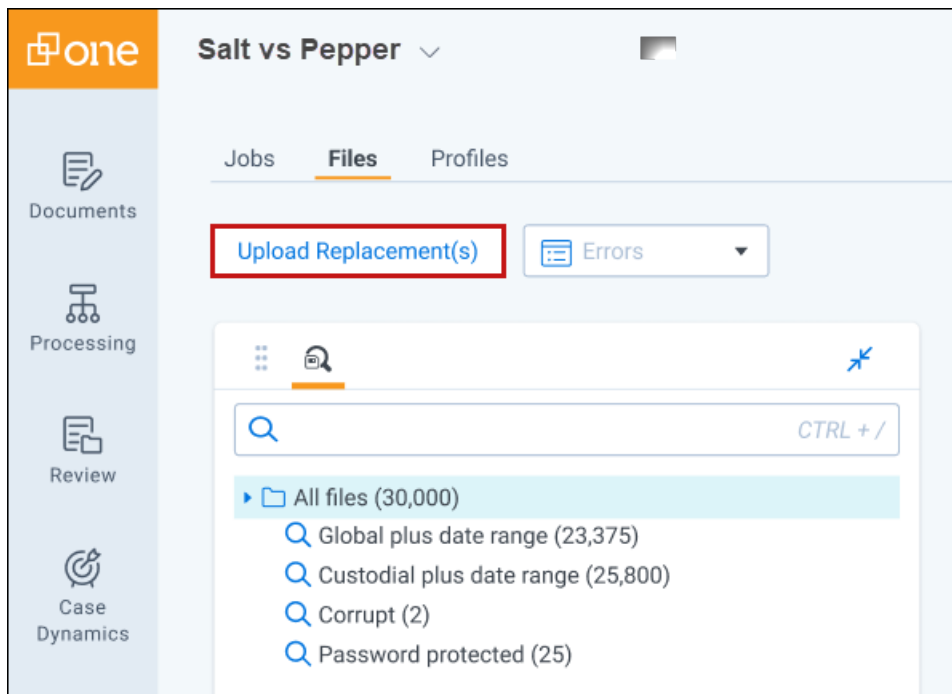 one
Salt vs Pepper
Jobs Files Profiles
Documents
Upload Replacement(s) Errors
Processing
CTRL + /
Review
All files (30,000)
Global plus date range (23,375)
Custodial plus date range (25,800)
Case
Dynamics
Corrupt (2)
Password protected (25)